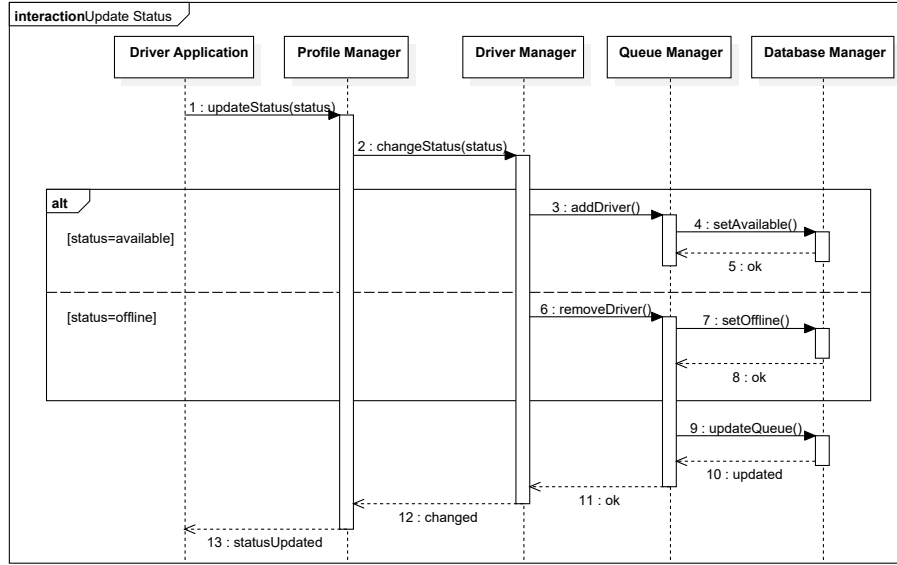 interactionUpdate Status
Driver Application
Profile Manager
Driver Manager
Queue Manager
Database Manager
1 : updateStatus(status)
2 : changeStatus(status)
alt
3 : addDriver()
4 : setAvailable()
[status=available]
5 : ok
[status=offline]
6 : removeDriver()
7 : setOffline()
8 : ok
9 : updateQueue()
10 : updated
11 : ok
12 : changed
13 : statusUpdated